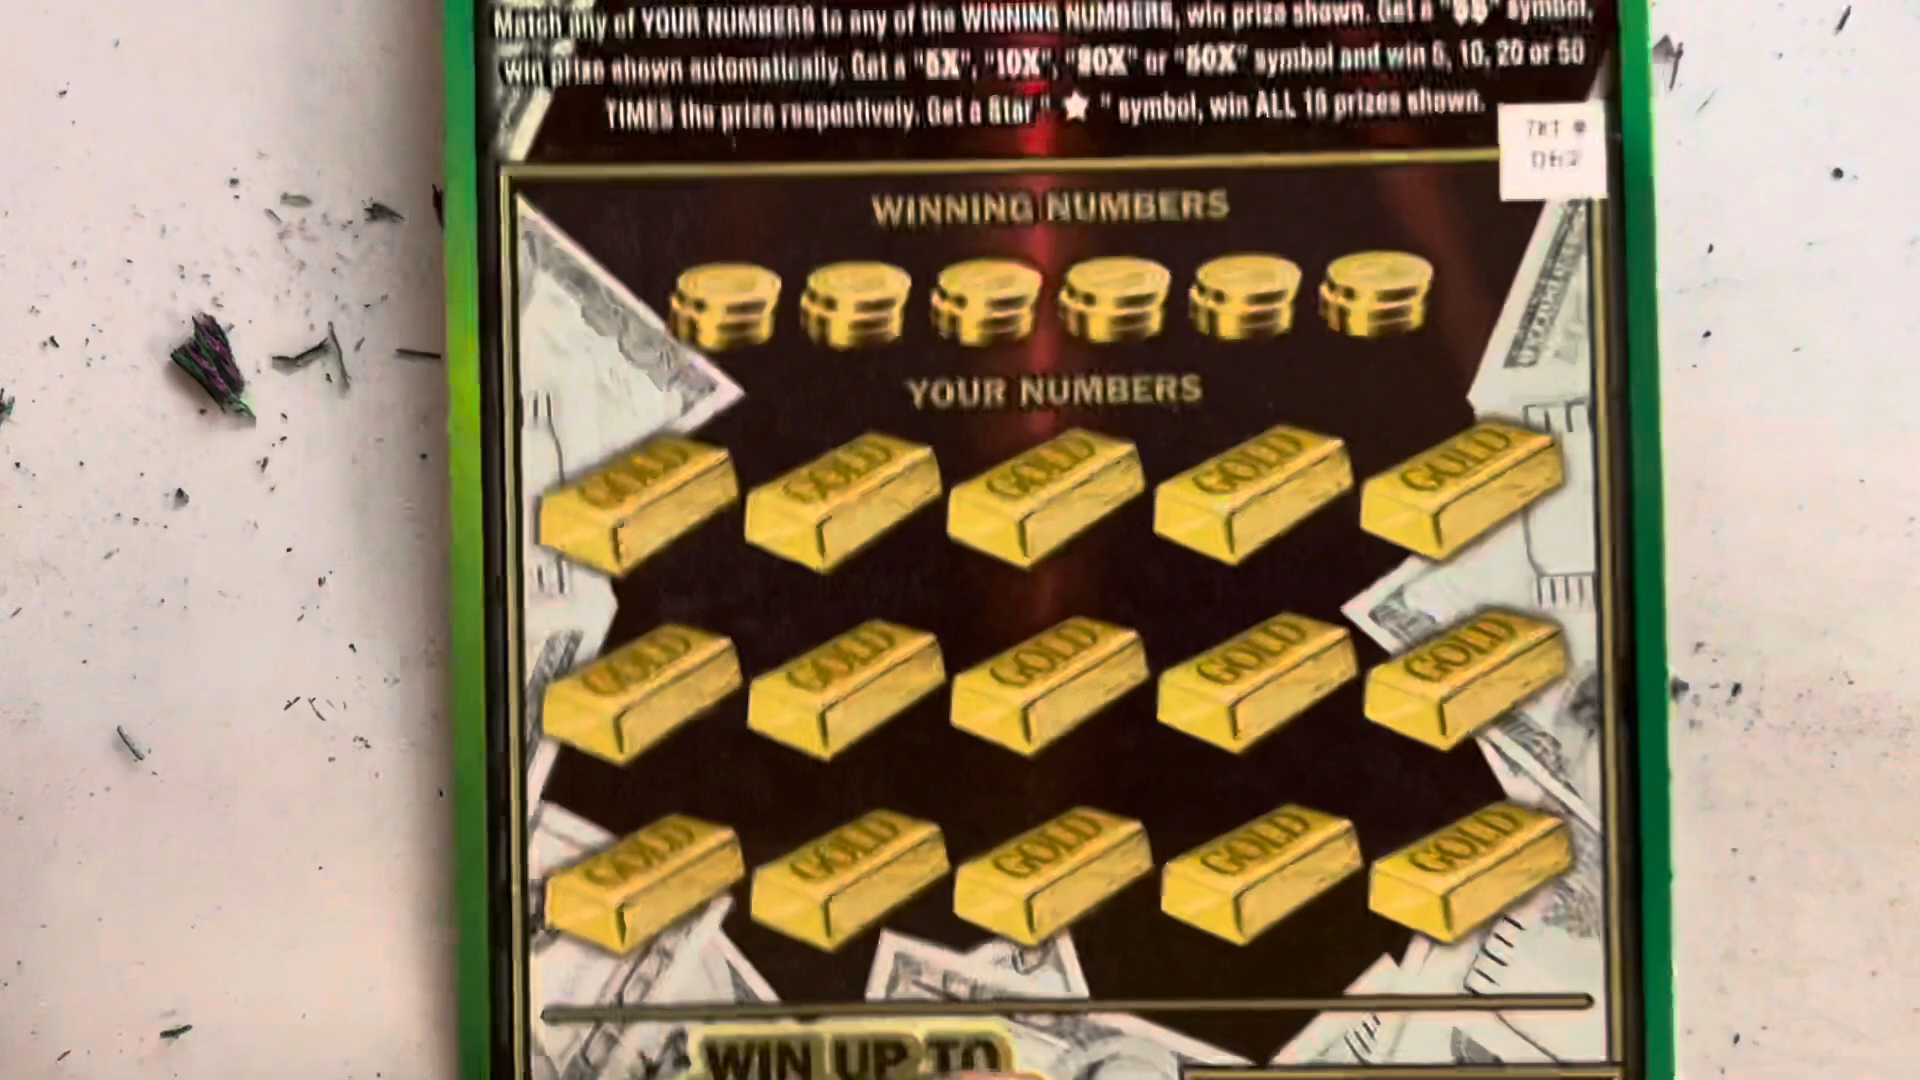 Match any of YOUR NUMBERS to any of the WINNING NUMBERS, win prize shown. Get a "$$" symbol,
win prize shown automatically. Get a "5X", "10X", "20X" or "50X" symbol and win 5, 10, 20 or 50
TIMES the prize respectively. Get a Star "★" symbol, win ALL 15 prizes shown.
TKT #
062
WINNING NUMBERS
YOUR NUMBERS
GOLD GOLD GOLD GOLD GOLD
GOLD GOLD GOLD GOLD GOLD
GOLD GOLD GOLD GOLD GOLD
WIN UP TO